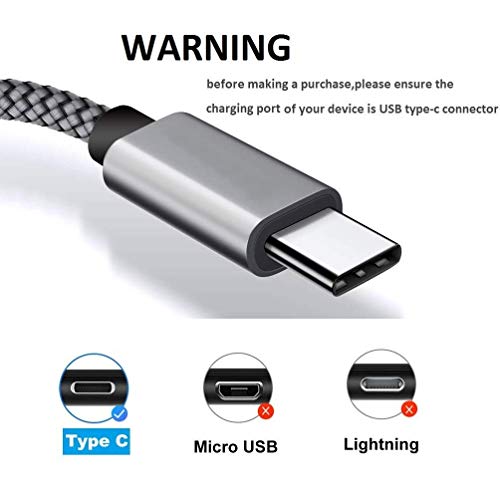 WARNING
before making a purchase,please ensure the
charging port of your device is USB type-c connector
Type C
Micro USB
Lightning